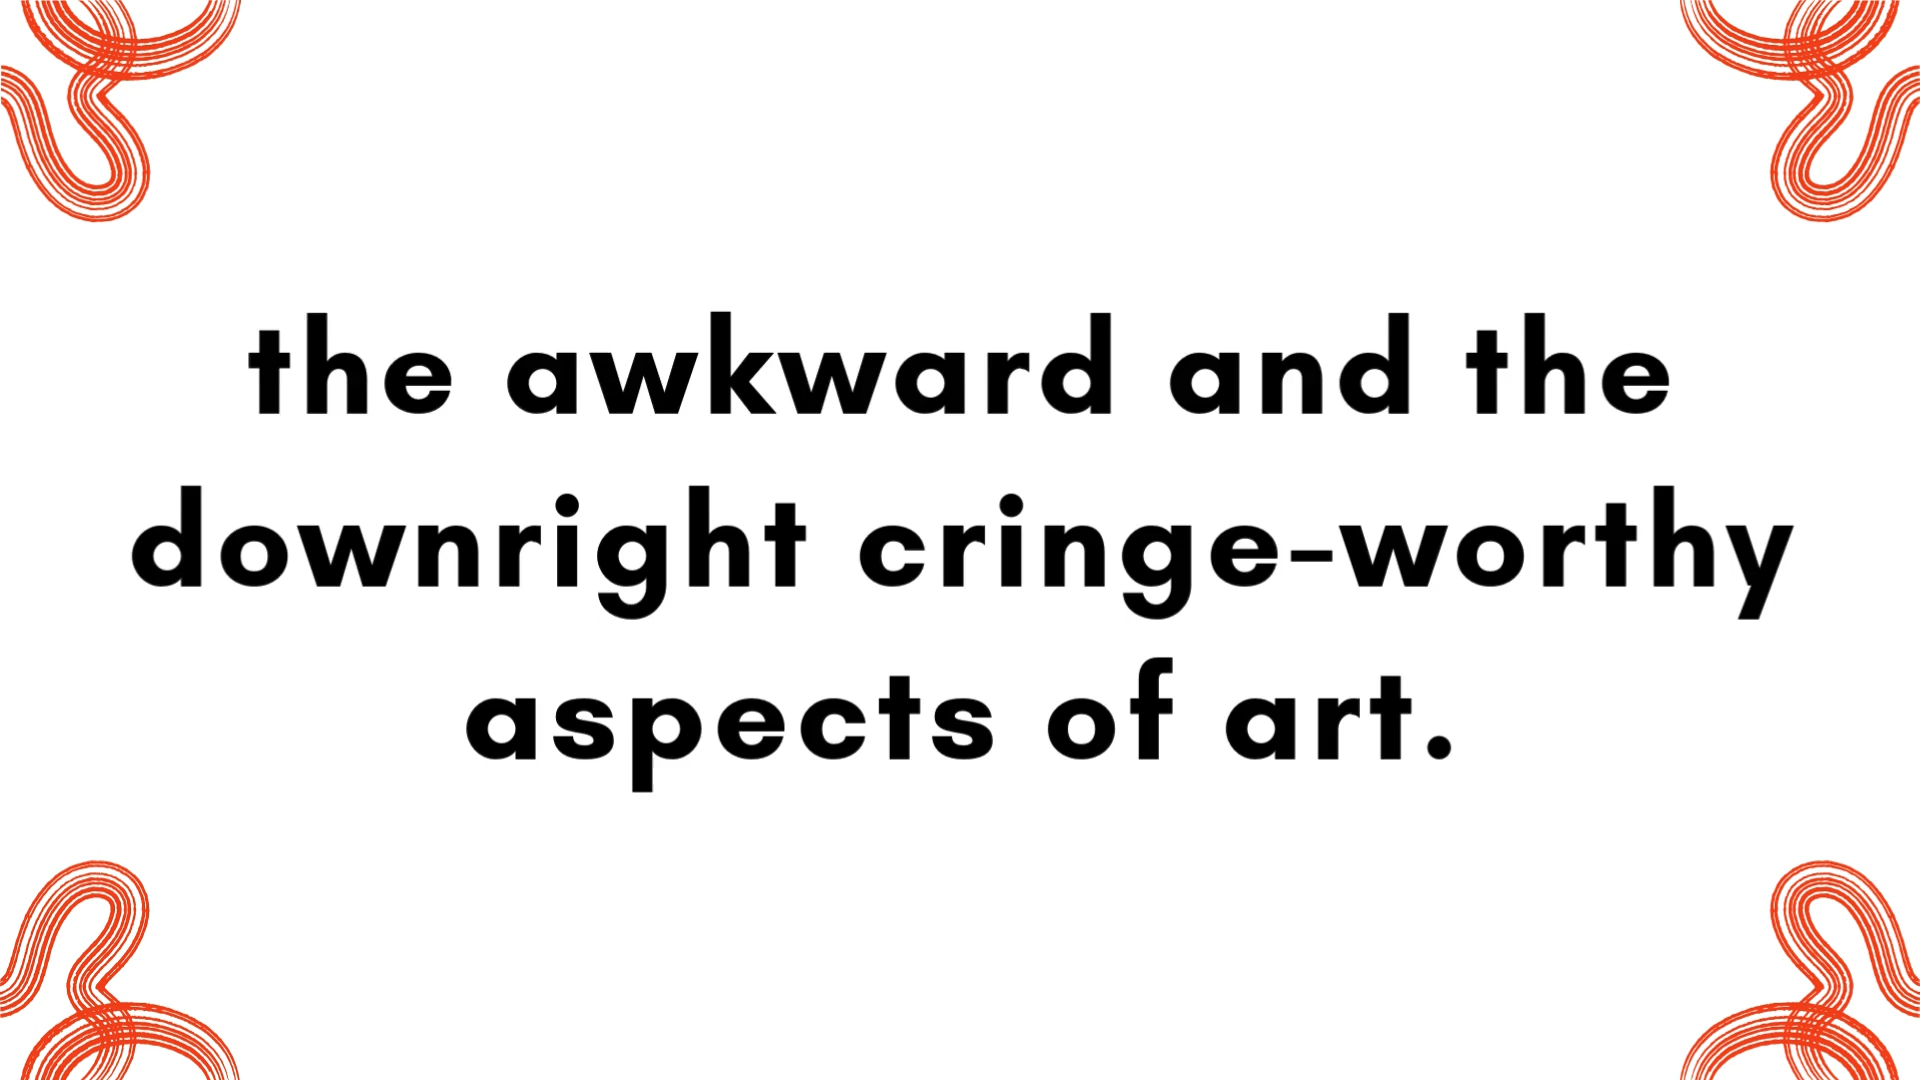 the awkward and the
downright cringe-worthy
aspects of art.